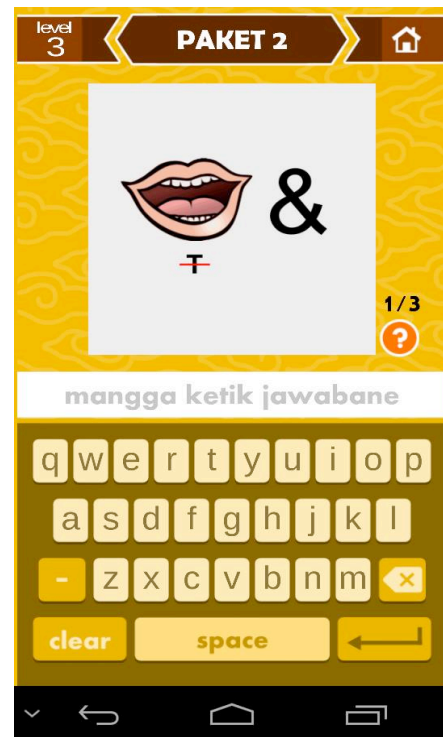 level
3
PAKET 2
&
T
1/3
?
mangga ketik jawabane
q w e r t y u i o p
a s d f g h j k l
- z x c v b n m
clear space